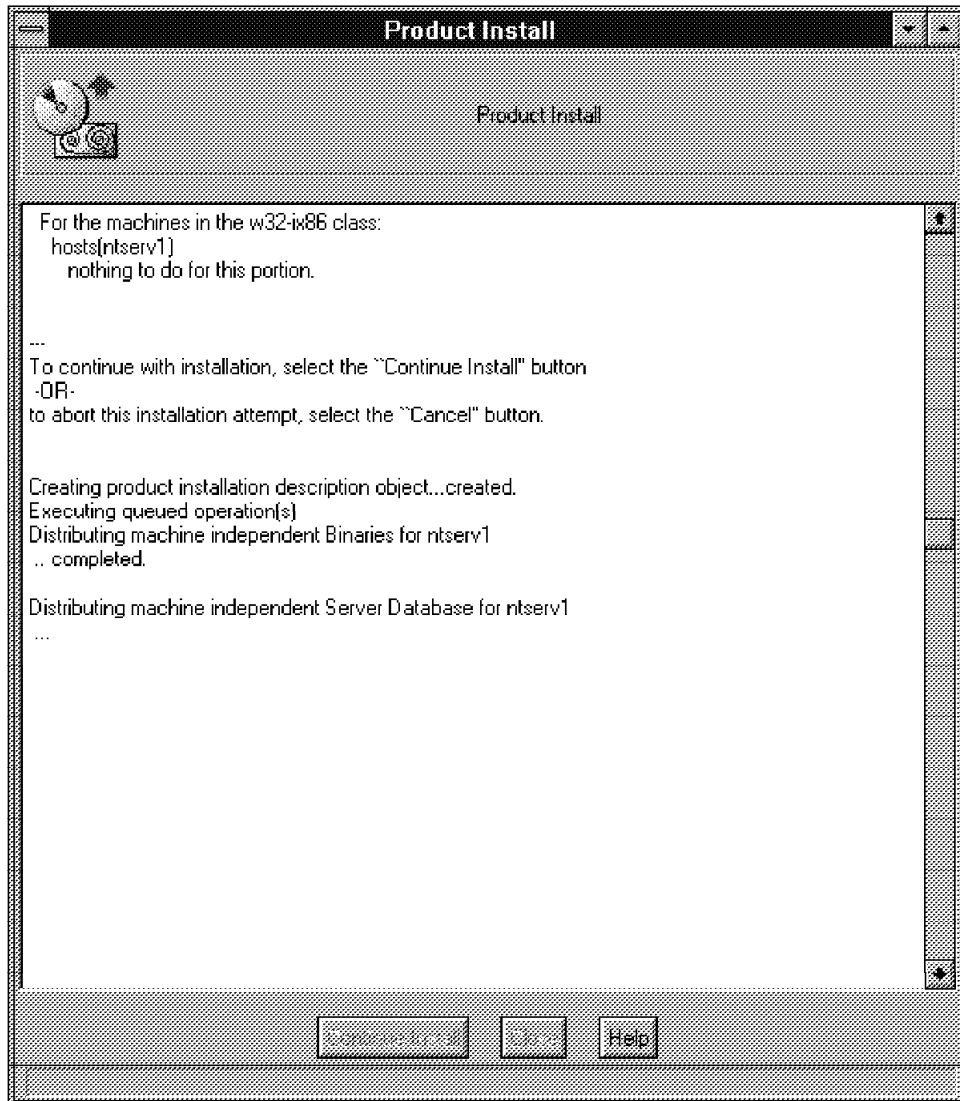 Product Install
Product Install
For the machines in the w32-ix86 class:
hosts(ntserv1)
nothing to do for this portion.
---
To continue with installation, select the ``Continue Install'' button
-OR-
to abort this installation attempt, select the ``Cancel'' button.
Creating product installation description object...created.
Executing queued operation(s)
Distributing machine independent Binaries for ntserv1
.. completed.
Distributing machine independent Server Database for ntserv1
...
Continue Install
Close
Help